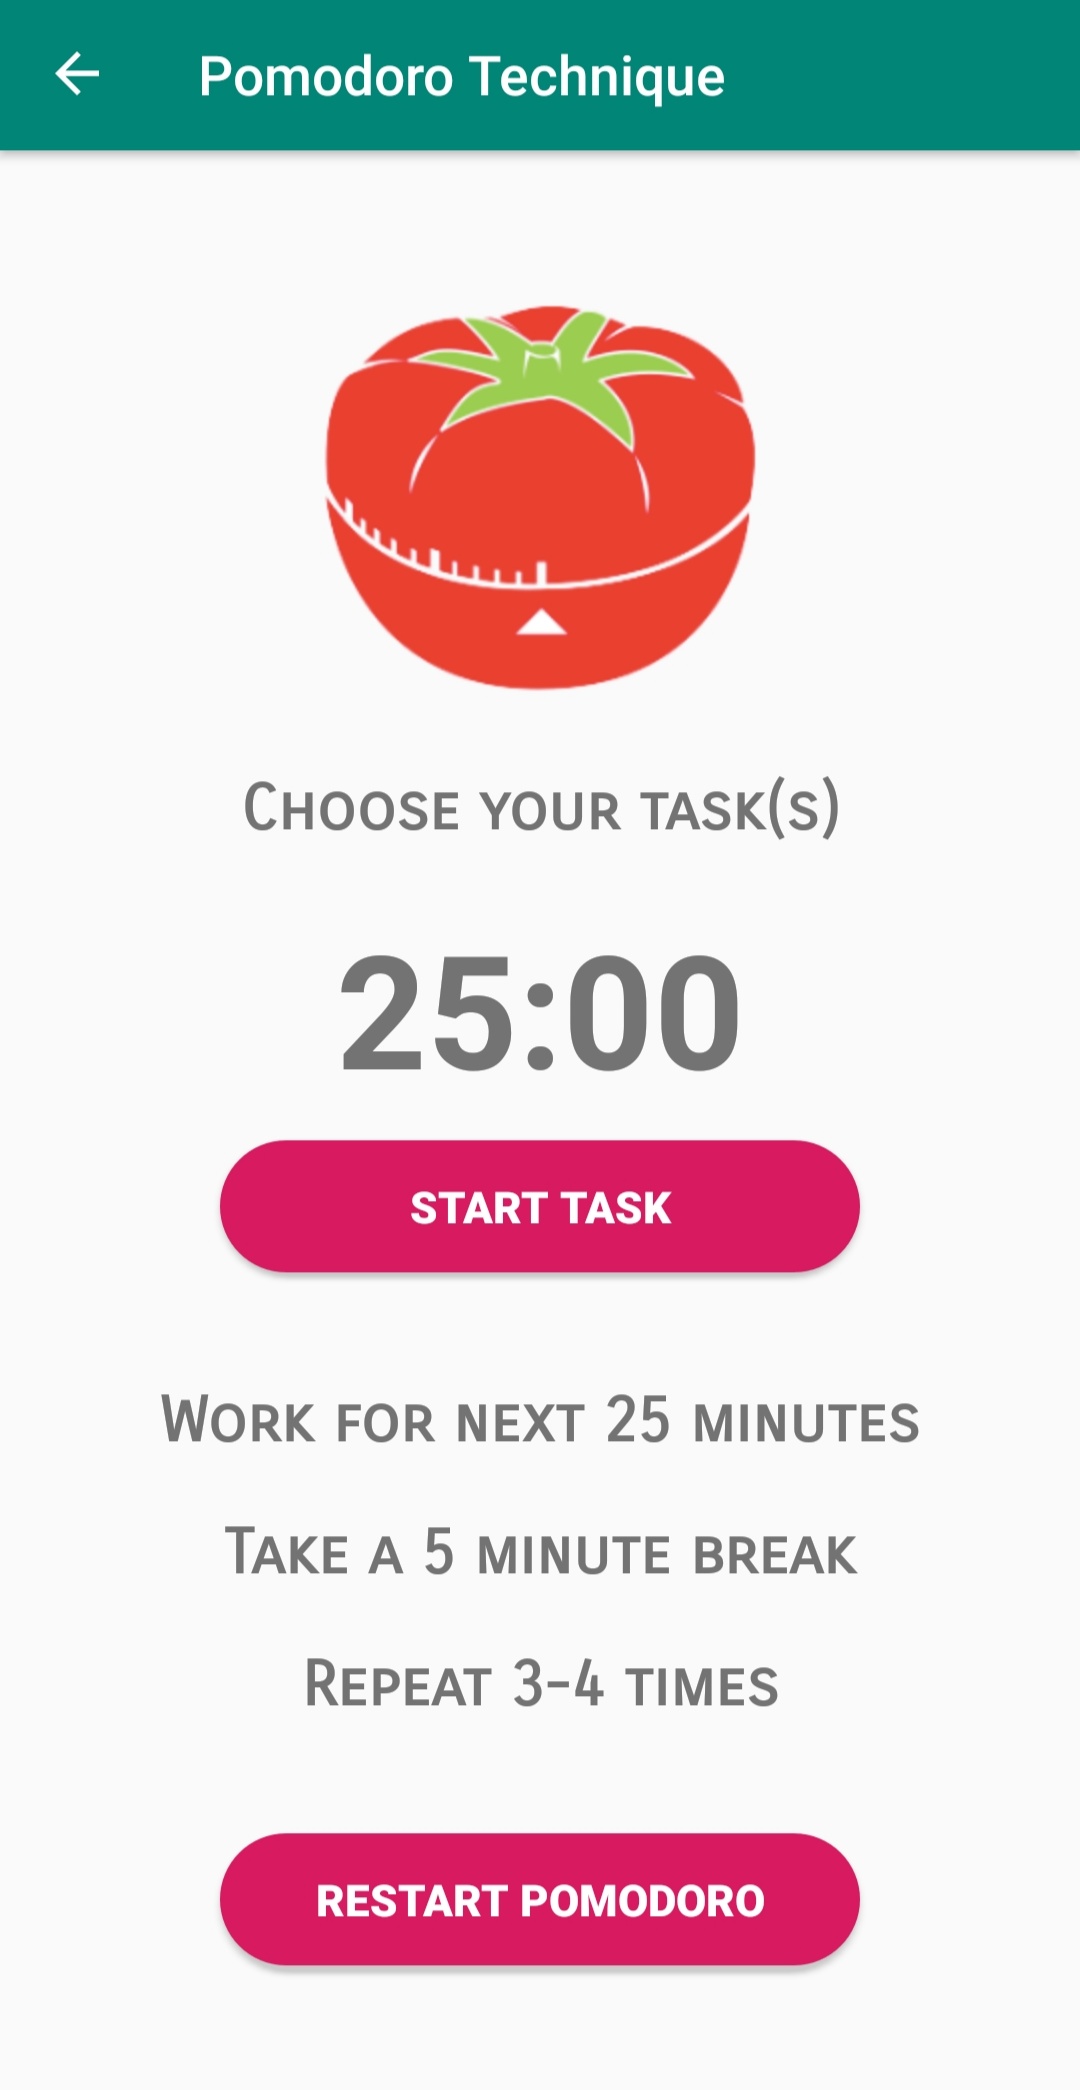 Pomodoro Technique
Choose your task(s)
25:00
START TASK
Work for next 25 minutes
Take a 5 minute break
Repeat 3-4 times
RESTART POMODORO